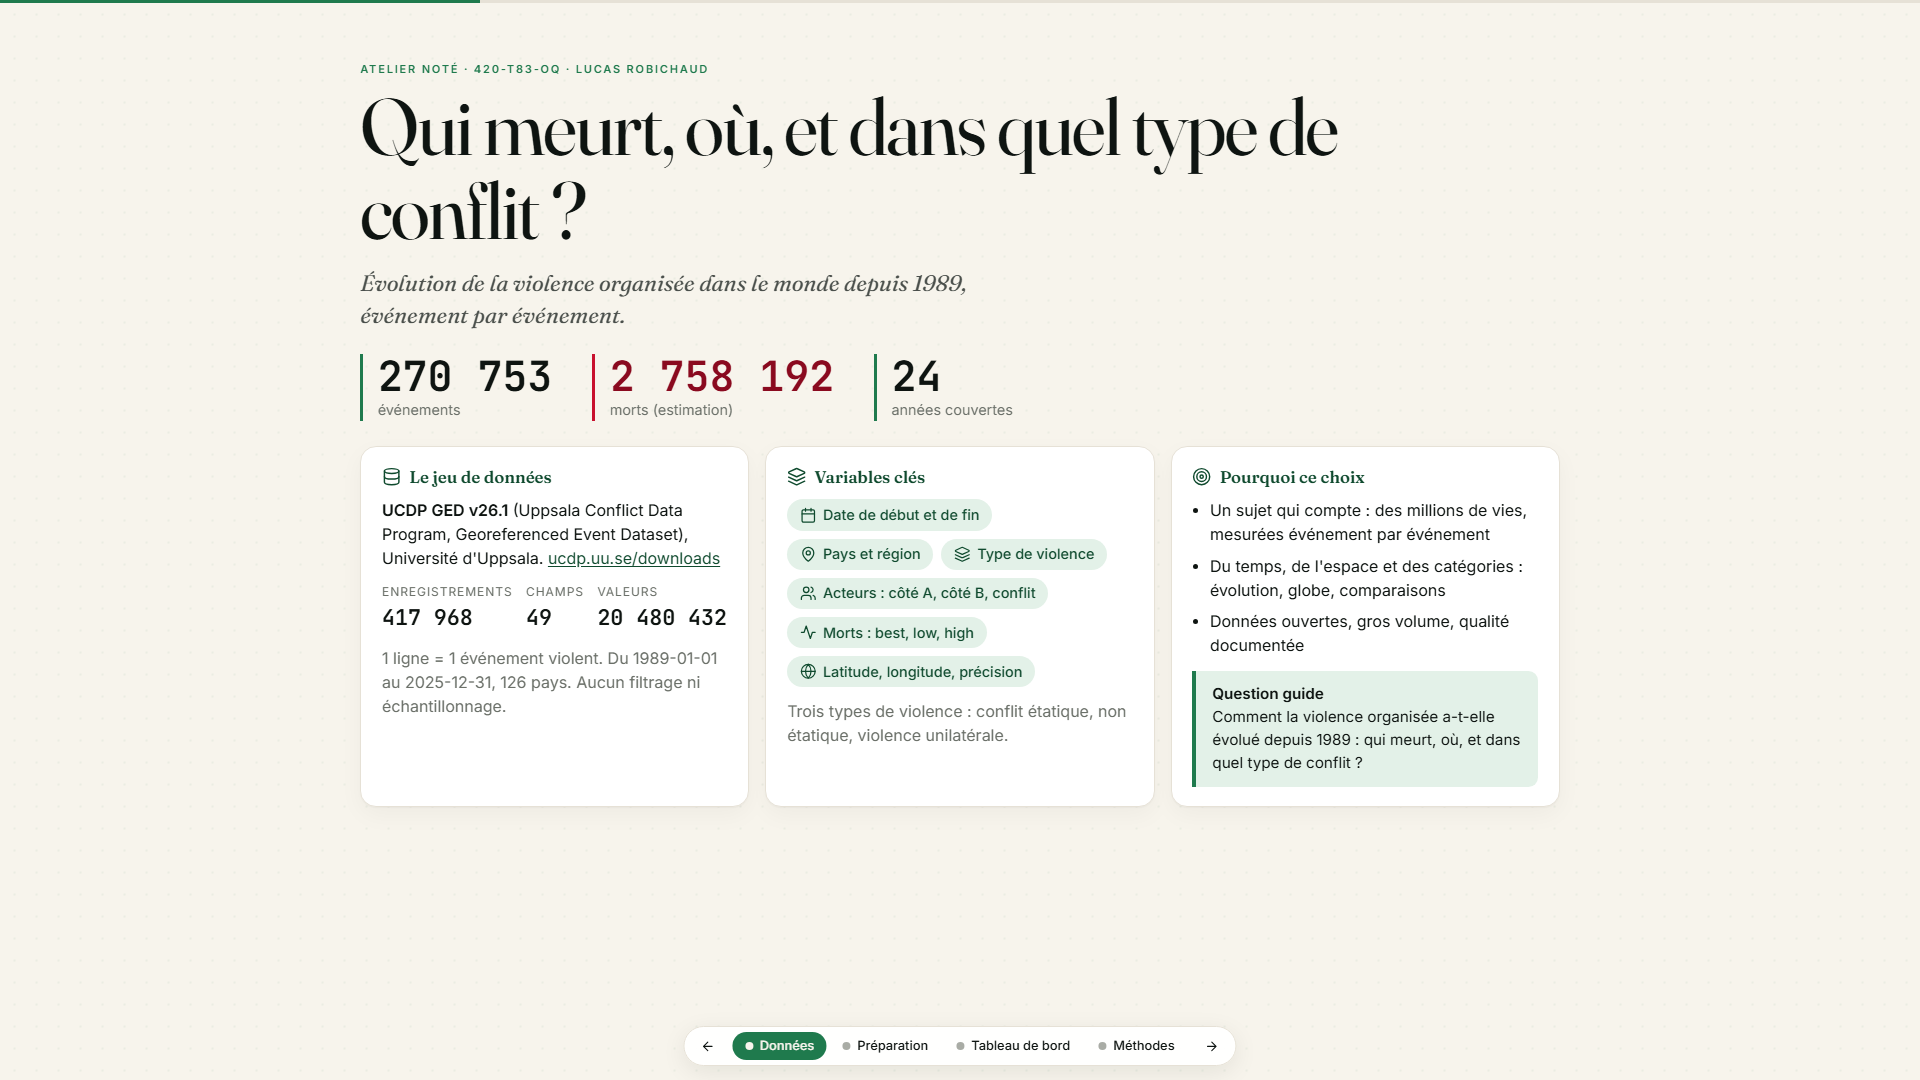 ATELIER NOTÉ · 420-T83-OQ · LUCAS ROBICHAUD
Qui meurt, où, et dans quel type de
conflit ?
Évolution de la violence organisée dans le monde depuis 1989,
événement par événement.
270 753
événements
2 758 192
morts (estimation)
24
années couvertes
Le jeu de données
UCDP GED v26.1 (Uppsala Conflict Data
Program, Georeferenced Event Dataset),
Université d'Uppsala. ucdp.uu.se/downloads
ENREGISTREMENTS CHAMPS VALEURS
417 968 49 20 480 432
1 ligne = 1 événement violent. Du 1989-01-01
au 2025-12-31, 126 pays. Aucun filtrage ni
échantillonnage.
Variables clés
Date de début et de fin
Pays et région Type de violence
Acteurs : côté A, côté B, conflit
Morts : best, low, high
Latitude, longitude, précision
Trois types de violence : conflit étatique, non
étatique, violence unilatérale.
Pourquoi ce choix
• Un sujet qui compte : des millions de vies,
mesurées événement par événement
• Du temps, de l'espace et des catégories :
évolution, globe, comparaisons
• Données ouvertes, gros volume, qualité
documentée
Question guide
Comment la violence organisée a-t-elle
évolué depuis 1989 : qui meurt, où, et dans
quel type de conflit ?
← Données Préparation Tableau de bord Méthodes →